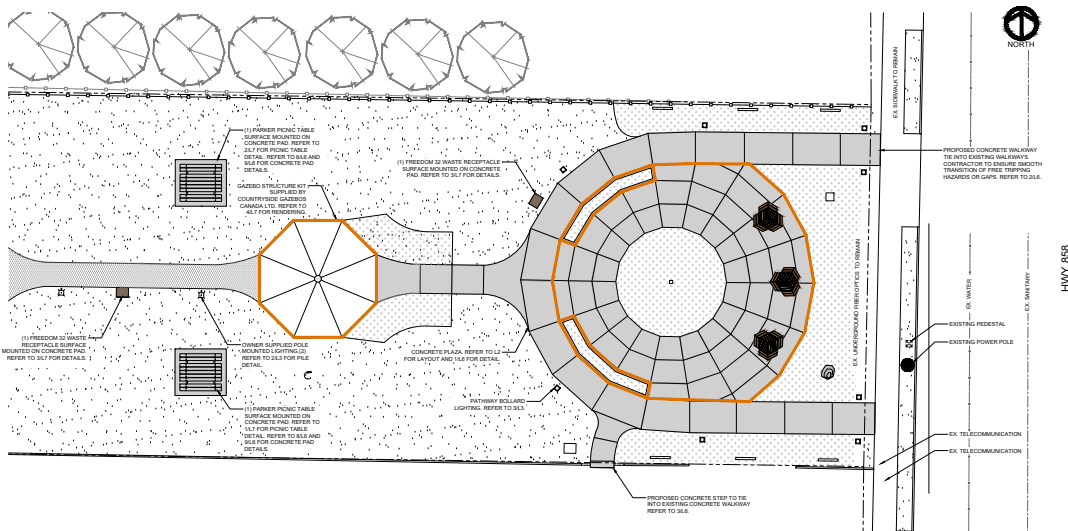 NORTH
EX. SIDEWALK TO REMAIN
(1) PARKER PICNIC TABLE
SURFACE MOUNTED ON
CONCRETE PAD. REFER TO
2/L7 FOR PICNIC TABLE
DETAIL. REFER TO 8/L6 AND
9/L6 FOR CONCRETE PAD
DETAILS.
(1) FREEDOM 32 WASTE RECEPTACLE
SURFACE MOUNTED ON CONCRETE
PAD. REFER TO 3/L7 FOR DETAILS.
PROPOSED CONCRETE WALKWAY
TIE INTO EXISTING WALKWAYS.
CONTRACTOR TO ENSURE SMOOTH
TRANSITION OF FREE TRIPPING
HAZARDS OR GAPS. REFER TO 2/L6.
GAZEBO STRUCTURE KIT
SUPPLIED BY
COUNTRYSIDE GAZEBOS
CANADA LTD. REFER TO
4/L7 FOR RENDERING.
EX. UNDERGROUND FIBER OPTICS TO REMAIN
EX. WATER
EX. SANITARY
HWY. 858
(1) FREEDOM 32 WASTE
RECEPTACLE SURFACE
MOUNTED ON CONCRETE PAD.
REFER TO 3/L7 FOR DETAILS.
OWNER SUPPLIED POLE
MOUNTED LIGHTING.(2)
REFER TO 2/L3 FOR PILE
DETAIL.
CONCRETE PLAZA. REFER TO L2
FOR LAYOUT AND 1/L6 FOR DETAIL.
EXISTING PEDESTAL
EXISTING POWER POLE
(1) PARKER PICNIC TABLE
SURFACE MOUNTED ON
CONCRETE PAD. REFER TO
1/L7 FOR PICNIC TABLE
DETAIL. REFER TO 8/L6 AND
9/L6 FOR CONCRETE PAD
DETAILS.
PATHWAY BOLLARD
LIGHTING. REFER TO 3/L3.
EX. TELECOMMUNICATION
EX. TELECOMMUNICATION
PROPOSED CONCRETE STEP TO TIE
INTO EXISTING CONCRETE WALKWAY
REFER TO 3/L6.